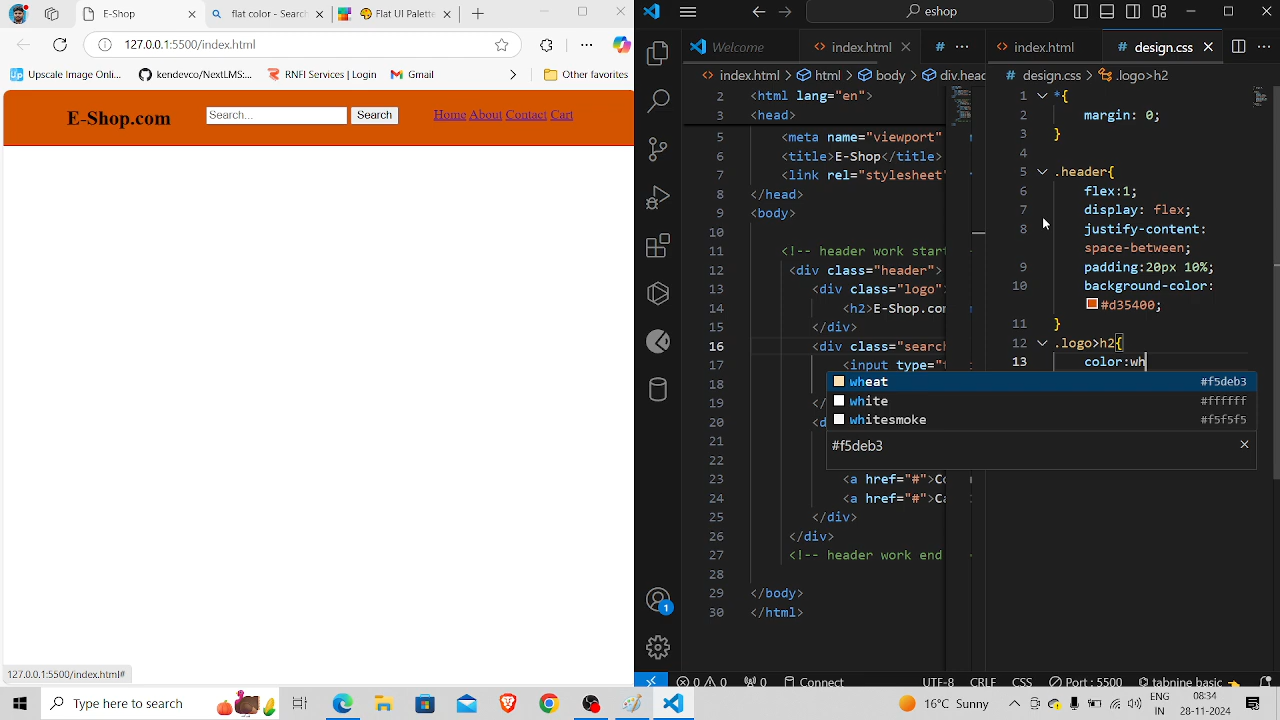 index.html
flat color - Search
Flat UI Palette
127.0.0.1:5500/index.html
Upscale Image Onli...
kendevco/NextLMS:...
RNFI Services | Login
Gmail
Other favorites
E-Shop.com
Search...
Search
Home About Contact Cart
127.0.0.1:5500/index.html#
eshop
Welcome
index.html
index.html
design.css
index.html > html > body > div.heade
design.css > .logo>h2
2 <html lang="en">
3 <head>
5 <meta name="viewport"
6 <title>E-Shop</title>
7 <link rel="stylesheet"
8 </head>
9 <body>
10
11 <!-- header work start
12 <div class="header">
13 <div class="logo"
14 <h2>E-Shop.com
15 </div>
16 <div class="search
17 <input type="t
18
19 </
20 <d
21
22
23 <a href="#">Co
24 <a href="#">Ca
25 </div>
26 </div>
27 <!-- header work end
28
29 </body>
30 </html>
1 *{
2 margin: 0;
3 }
4
5 .header{
6 flex:1;
7 display: flex;
8 justify-content:
space-between;
9 padding:20px 10%;
10 background-color:
#d35400;
11 }
12 .logo>h2{
13 color:wh
wheat #f5deb3
white #ffffff
whitesmoke #f5f5f5
#f5deb3
1
0 0 0 Connect
UTF-8 CRLF CSS Port : 5500 tabnine basic
Type here to search
13°C Sunny
ENG
IN
08:34
28-11-2024